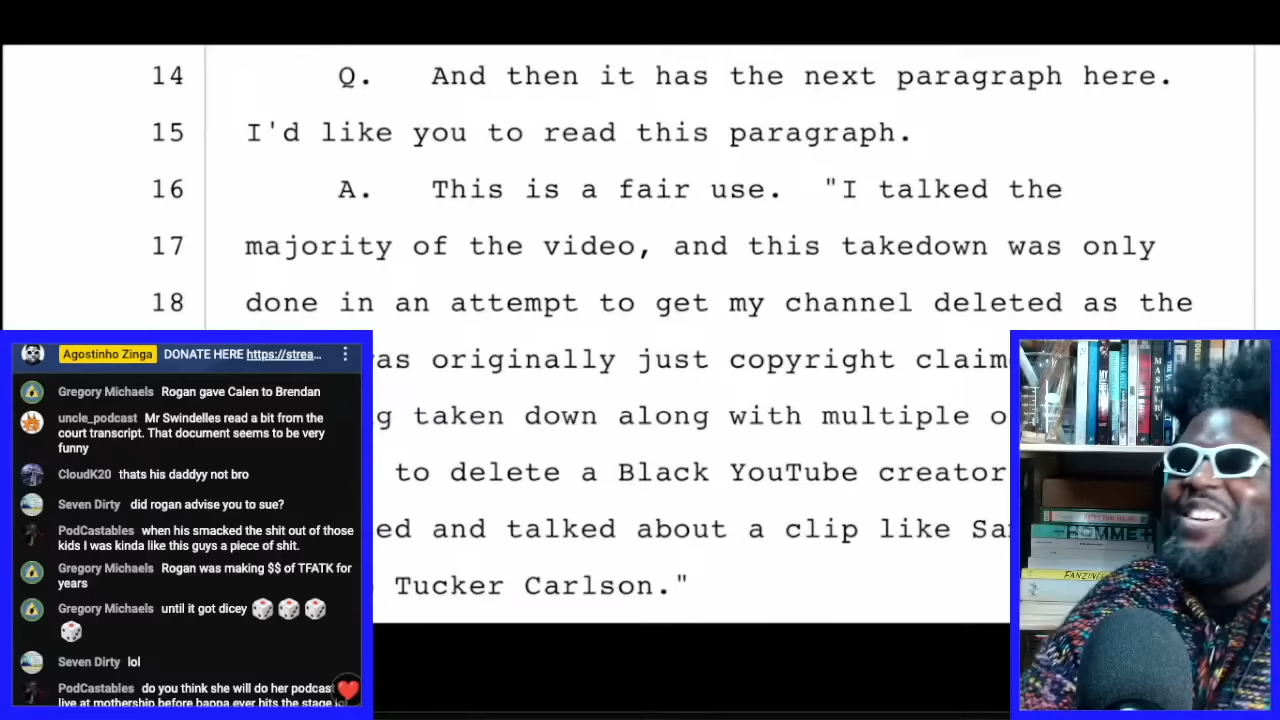 14 Q. And then it has the next paragraph here.
15 I'd like you to read this paragraph.
16 A. This is a fair use. "I talked the
17 majority of the video, and this takedown was only
18 done in an attempt to get my channel deleted as the
as originally just copyright claim
g taken down along with multiple o
to delete a Black YouTube creator
ed and talked about a clip like Sa
Tucker Carlson."
Agostinho Zinga DONATE HERE https://strea...
Gregory Michaels Rogan gave Calen to Brendan
uncle_podcast Mr Swindelles read a bit from the
court transcript. That document seems to be very
funny
CloudK20 thats his daddyy not bro
Seven Dirty did rogan advise you to sue?
PodCastables when his smacked the shit out of those
kids I was kinda like this guys a piece of shit.
Gregory Michaels Rogan was making $$ of TFATK for
years
Gregory Michaels until it got dicey
Seven Dirty lol
PodCastables do you think she will do her podcast
live at mothership before bappa ever hits the stage
MAST RY
HOMME+
FANZINE